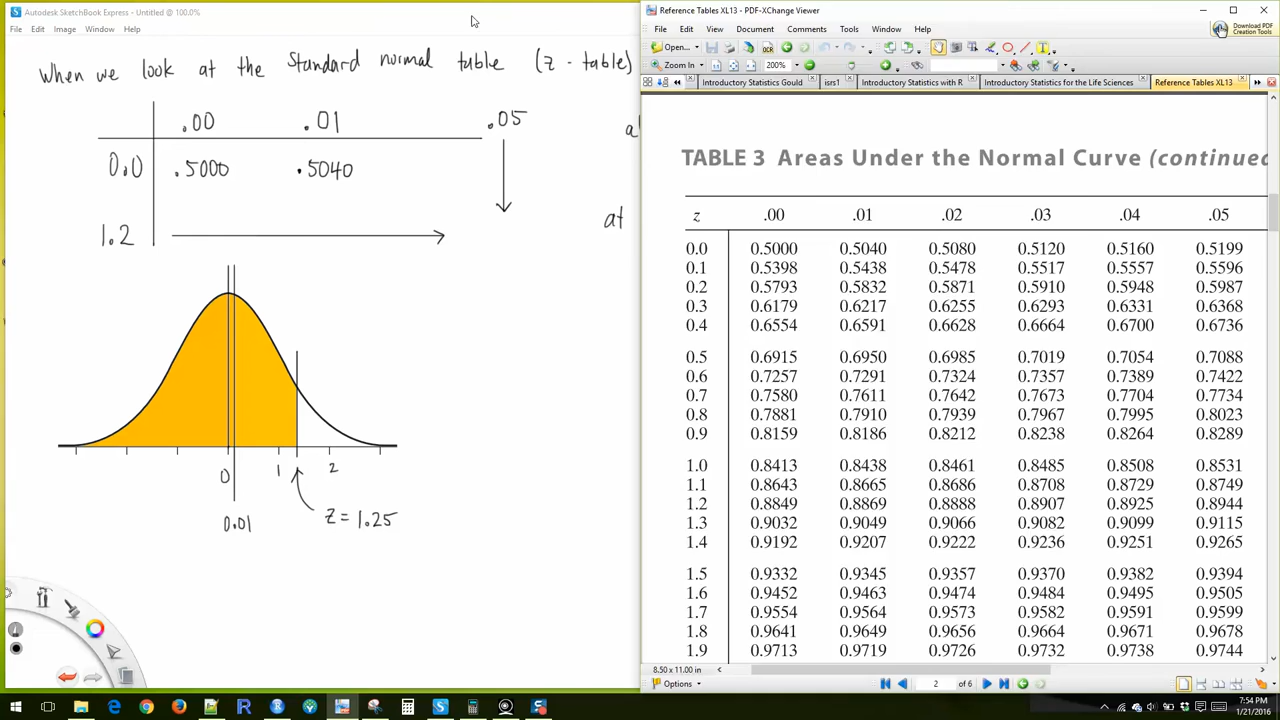 Autodesk SketchBook Express - Untitled @ 100.0%
File Edit Image Window Help
When we look at the Standard normal table (z - table)
.00 .01 .05
0.0 .5000 .5040
1.2
0 1 2
0.01
z = 1.25
a
at
Reference Tables XL13 - PDF-XChange Viewer
File Edit View Document Comments Tools Window Help
Download PDF Creation Tools
Open...
Zoom In 200%
Introductory Statistics Gould isrs1 Introductory Statistics with R Introductory Statistics for the Life Sciences Reference Tables XL13
TABLE 3 Areas Under the Normal Curve (continued
z .00 .01 .02 .03 .04 .05
0.0 0.5000 0.5040 0.5080 0.5120 0.5160 0.5199
0.1 0.5398 0.5438 0.5478 0.5517 0.5557 0.5596
0.2 0.5793 0.5832 0.5871 0.5910 0.5948 0.5987
0.3 0.6179 0.6217 0.6255 0.6293 0.6331 0.6368
0.4 0.6554 0.6591 0.6628 0.6664 0.6700 0.6736
0.5 0.6915 0.6950 0.6985 0.7019 0.7054 0.7088
0.6 0.7257 0.7291 0.7324 0.7357 0.7389 0.7422
0.7 0.7580 0.7611 0.7642 0.7673 0.7704 0.7734
0.8 0.7881 0.7910 0.7939 0.7967 0.7995 0.8023
0.9 0.8159 0.8186 0.8212 0.8238 0.8264 0.8289
1.0 0.8413 0.8438 0.8461 0.8485 0.8508 0.8531
1.1 0.8643 0.8665 0.8686 0.8708 0.8729 0.8749
1.2 0.8849 0.8869 0.8888 0.8907 0.8925 0.8944
1.3 0.9032 0.9049 0.9066 0.9082 0.9099 0.9115
1.4 0.9192 0.9207 0.9222 0.9236 0.9251 0.9265
1.5 0.9332 0.9345 0.9357 0.9370 0.9382 0.9394
1.6 0.9452 0.9463 0.9474 0.9484 0.9495 0.9505
1.7 0.9554 0.9564 0.9573 0.9582 0.9591 0.9599
1.8 0.9641 0.9649 0.9656 0.9664 0.9671 0.9678
1.9 0.9713 0.9719 0.9726 0.9732 0.9738 0.9744
8.50 x 11.00 in
Options 2 of 6
7:54 PM
1/21/2016